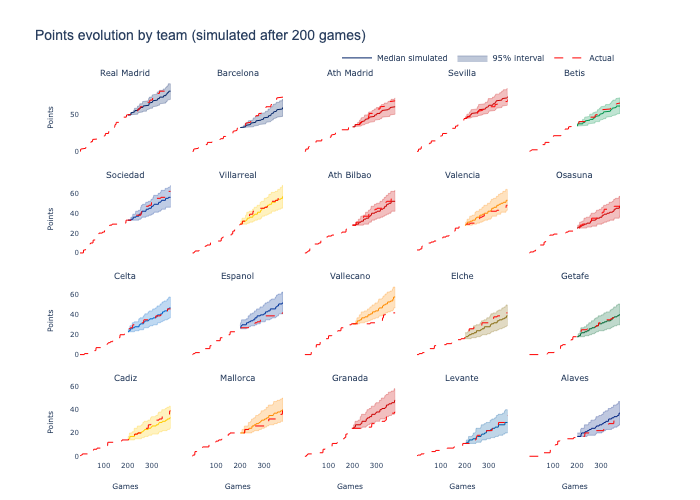 Points evolution by team (simulated after 200 games)
Median simulated 95% interval Actual
Real Madrid Barcelona Ath Madrid Sevilla Betis
Points
50
0
Sociedad Villarreal Ath Bilbao Valencia Osasuna
Points
60
40
20
0
Celta Espanol Vallecano Elche Getafe
Points
60
40
20
0
Cadiz Mallorca Granada Levante Alaves
Points
60
40
20
0
100 200 300 100 200 300 100 200 300 100 200 300 100 200 300
Games Games Games Games Games